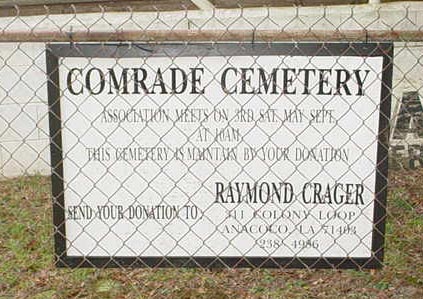 COMRADE CEMETERY
ASSOCIATION MEETS ON 3RD. SAT. MAY SEPT.
AT 10AM
THIS CEMETERY IS MAINTAIN BY YOUR DONATION
RAYMOND CRAGER
SEND YOUR DONATION TO 311 COLONY LOOP
ANACOCO, LA 71403
238-4986